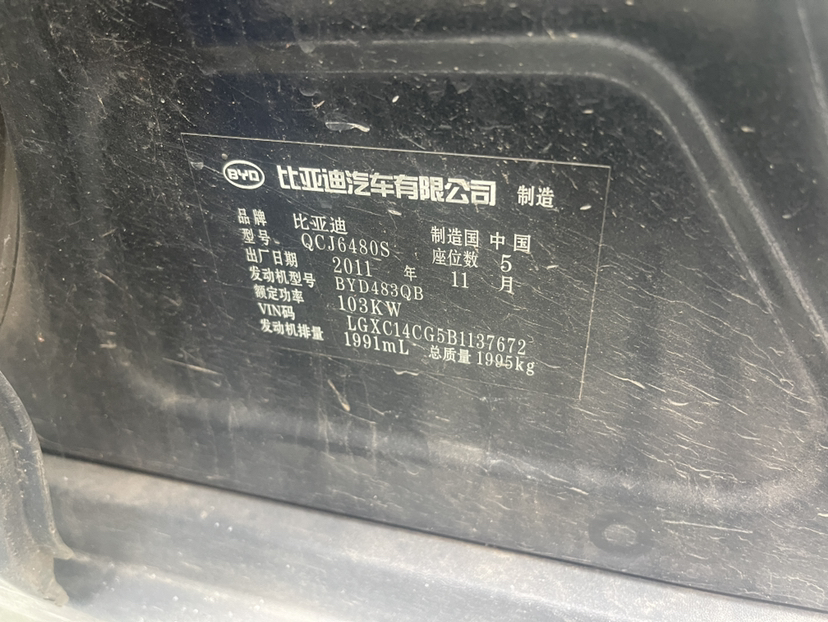 BYD 比亚迪汽车有限公司 制造
品牌 比亚迪 制造国 中国
型号 QCJ6480S 座位数 5
出厂日期 2011 年 11 月
发动机型号 BYD483QB
额定功率 103KW
VIN码 LGXC14CG5B1137672
发动机排量 1991mL 总质量 1995kg